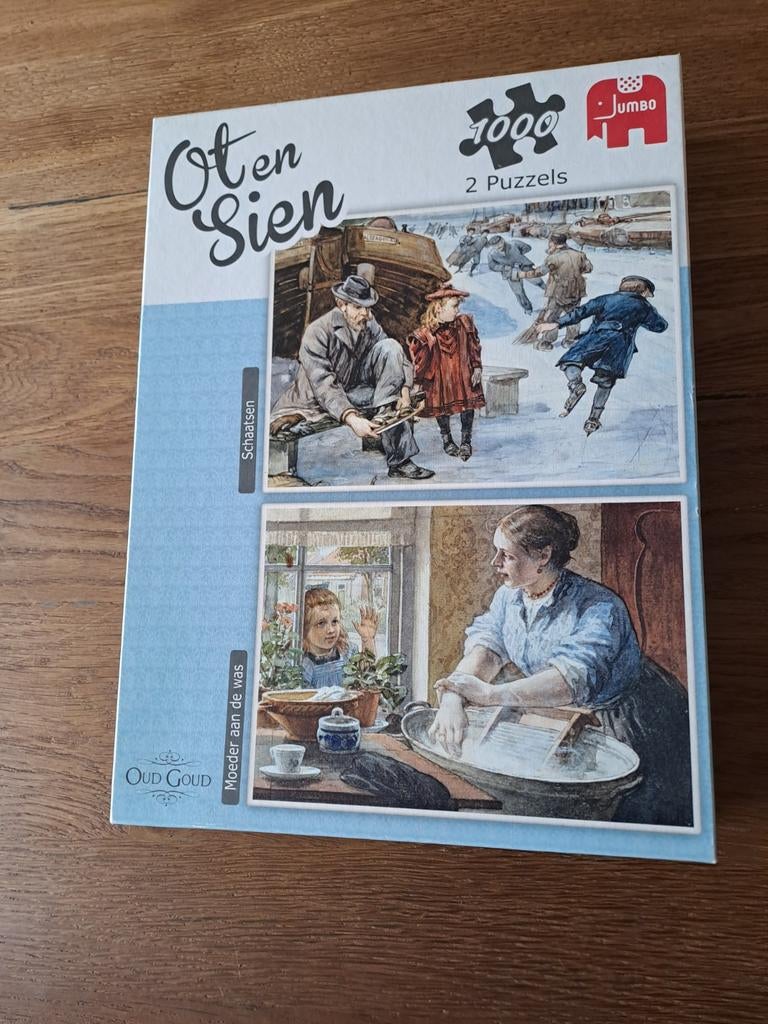 Ot en
Sien
1000
2 Puzzels
JUMBO
Schaatsen
Moeder aan de was
OUD GOUD